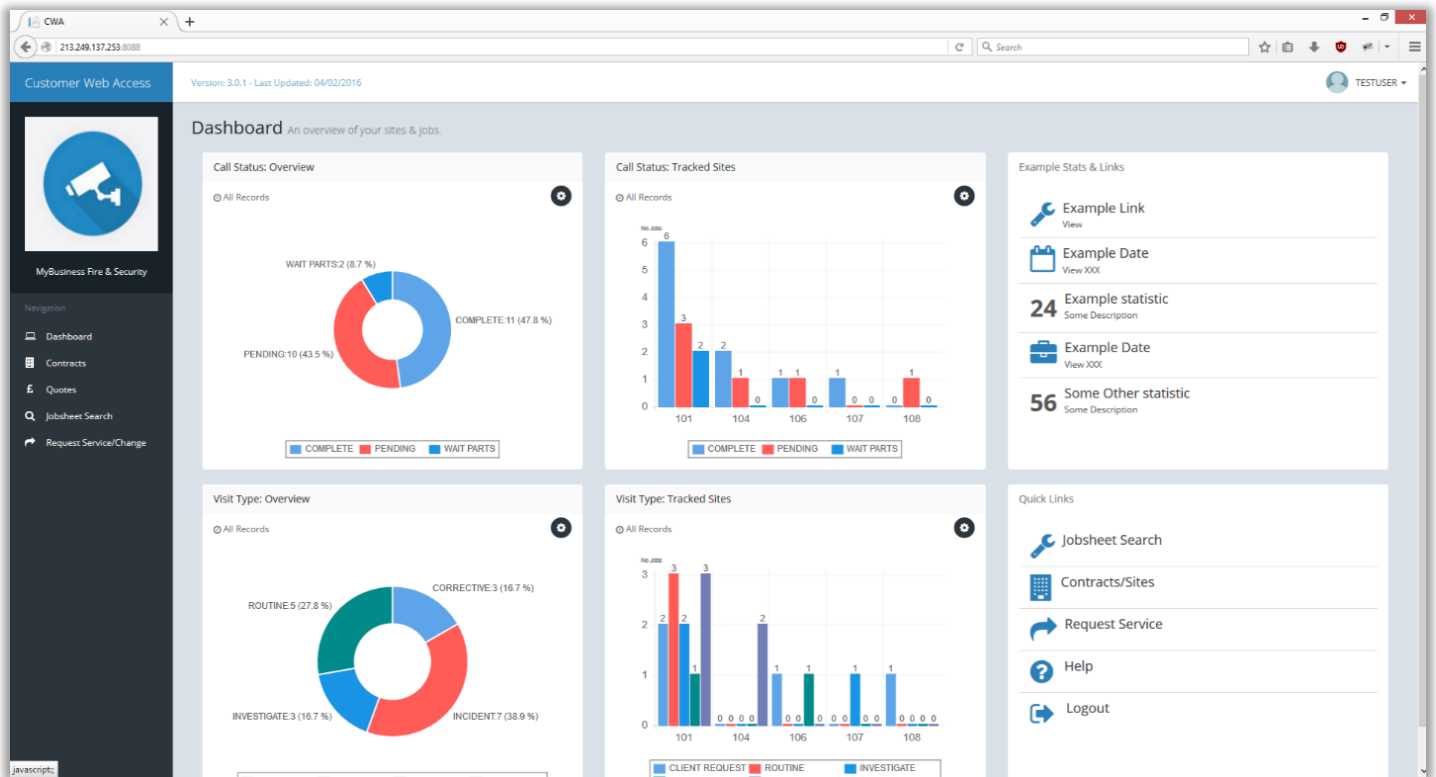 CWA
213.249.137.253:8088
Search
Customer Web Access
Version: 3.0.1 - Last Updated: 04/02/2016
TESTUSER
MyBusiness Fire & Security
Navigation
Dashboard
Contracts
£ Quotes
Jobsheet Search
Request Service/Change
Dashboard An overview of your sites & jobs.
Call Status: Overview
All Records
WAIT PARTS:2 (8.7 %)
COMPLETE:11 (47.8 %)
PENDING:10 (43.5 %)
COMPLETE PENDING WAIT PARTS
Call Status: Tracked Sites
All Records
No Jobs
6
5
4
3
2
1
0
6 3 2 2 1 0 1 1 0 1 0 0 0 1 0
101 104 106 107 108
COMPLETE PENDING WAIT PARTS
Example Stats & Links
Example Link
View
Example Date
View XXX
24 Example statistic
Some Description
Example Date
View XXX
56 Some Other statistic
Some Description
Visit Type: Overview
All Records
CORRECTIVE:3 (16.7 %)
ROUTINE:5 (27.8 %)
INVESTIGATE:3 (16.7 %)
INCIDENT:7 (38.9 %)
Visit Type: Tracked Sites
All Records
No Jobs
3
2
1
0
2 3 2 1 3 0 0 0 0 2 1 0 0 1 0 0 0 1 0 0 1 0 0 0 0
101 104 106 107 108
CLIENT REQUEST ROUTINE INVESTIGATE
Quick Links
Jobsheet Search
Contracts/Sites
Request Service
Help
Logout
javascript:;